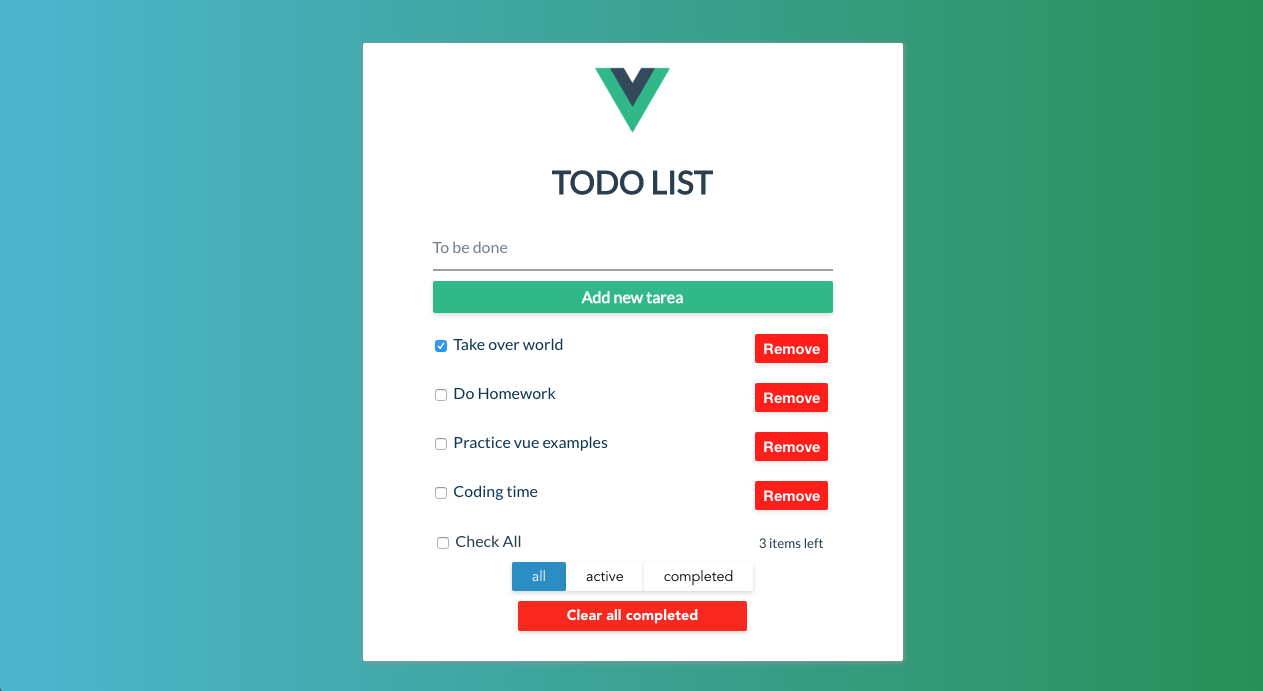 TODO LIST
To be done
Add new tarea
Take over world Remove
Do Homework Remove
Practice vue examples Remove
Coding time Remove
Check All 3 items left
all active completed
Clear all completed